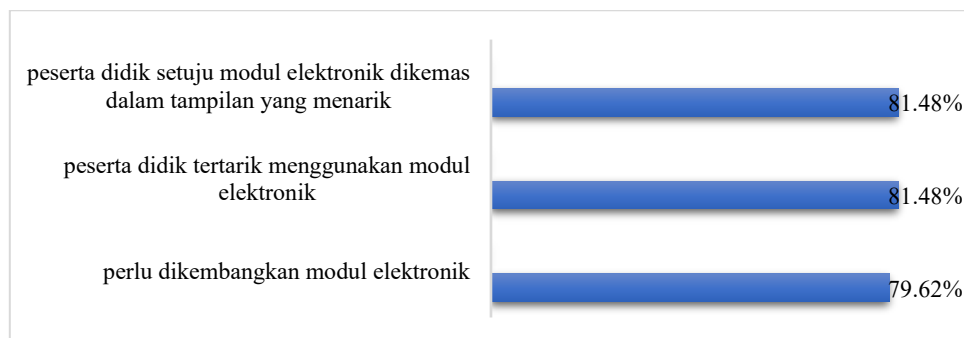 peserta didik setuju modul elektronik dikemas
dalam tampilan yang menarik
81.48%
peserta didik tertarik menggunakan modul
elektronik
81.48%
perlu dikembangkan modul elektronik
79.62%